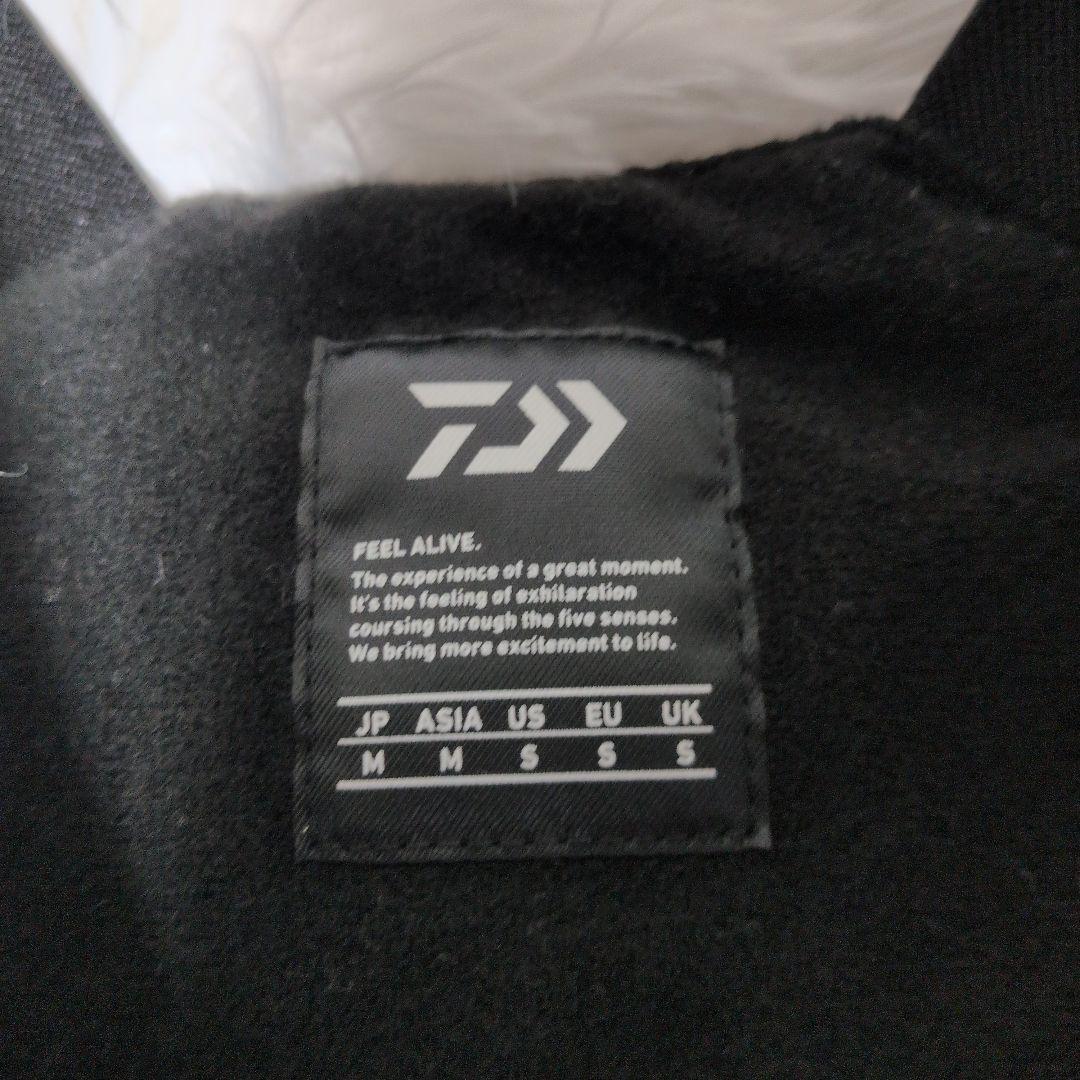 FEEL ALIVE.
The experience of a great moment.
It's the feeling of exhilaration
coursing through the five senses.
We bring more excitement to life.
JP ASIA US EU UK
M M S S S